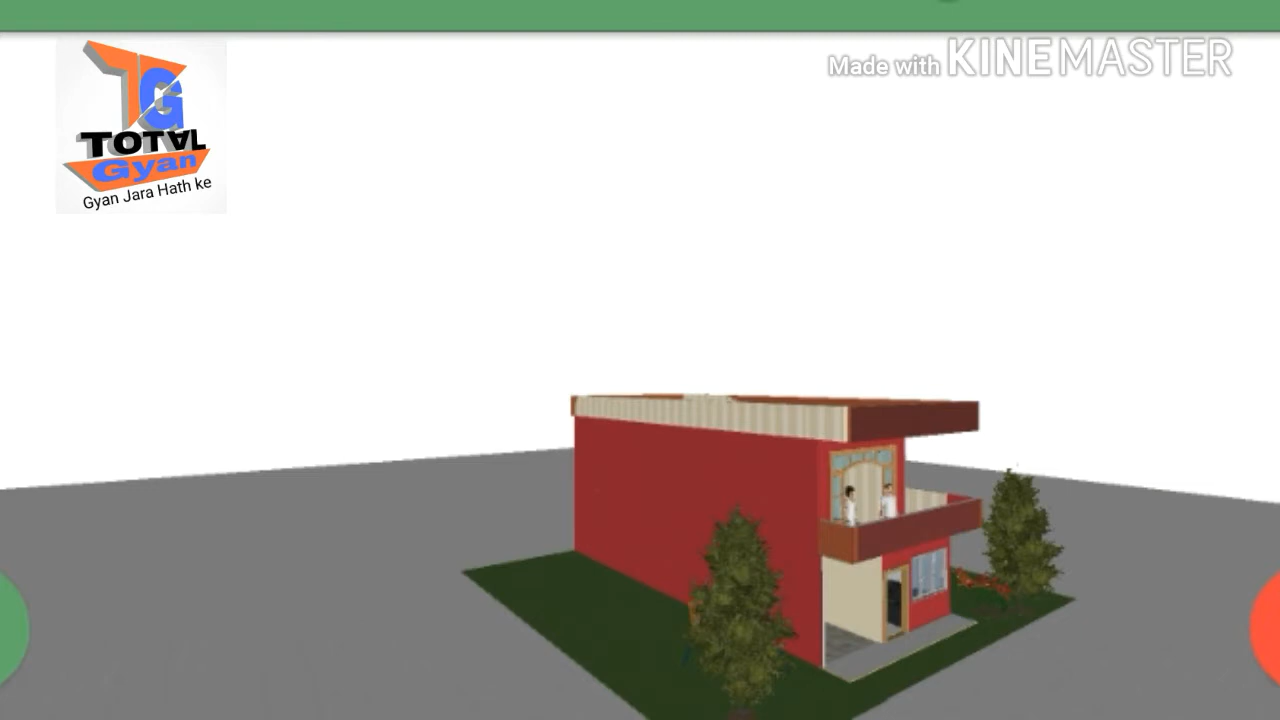 TG
TOTAL
Gyan
Gyan Jara Hath ke
Made with KINEMASTER